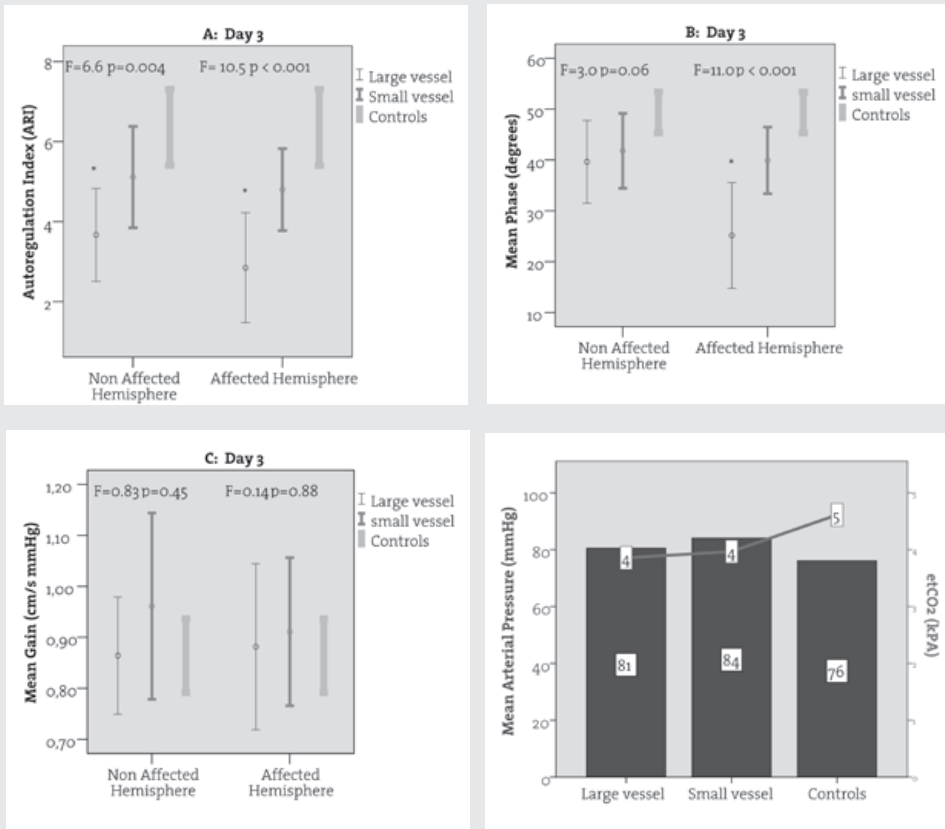 A: Day 3
8
6
4
2
Autoregulation Index (ARI)
F=6.6 p=0.004
F= 10.5 p < 0.001
Large vessel
Small vessel
Controls
Non Affected
Hemisphere
Affected Hemisphere
B: Day 3
60
50
40
30
20
10
Mean Phase (degrees)
F=3.0 p=0.06
F=11.0 p < 0.001
Large vessel
small vessel
Controls
Non Affected
Hemisphere
Affected Hemisphere
C: Day 3
1,20
1,10
1,00
0,90
0,80
0,70
Mean Gain (cm/s mmHg)
F=0.83 p=0.45
F=0.14 p=0.88
Large vessel
small vessel
Controls
Non Affected
Hemisphere
Affected
Hemisphere
100
80
60
40
20
0
Mean Arterial Pressure (mmHg)
4
4
5
81
84
76
etCO2 (kPA)
Large vessel
Small vessel
Controls